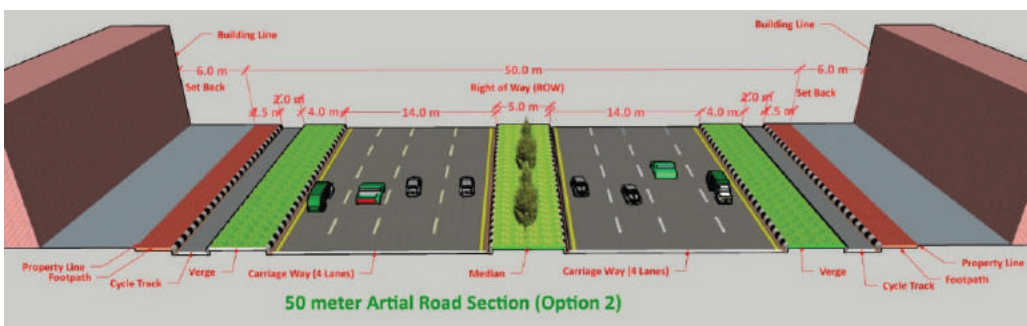 Building Line
Building Line
6.0 m
50.0 m
6.0 m
Set Back
Right of Way (ROW)
Set Back
2.0 m
2.0 m
.5 m
4.0 m
14.0 m
5.0 m
14.0 m
4.0 m
.5 m
Property Line
Footpath
Cycle Track
Verge
Carriage Way (4 Lanes)
Median
Carriage Way (4 Lanes)
Verge
Cycle Track
Footpath
Property Line
50 meter Artial Road Section (Option 2)